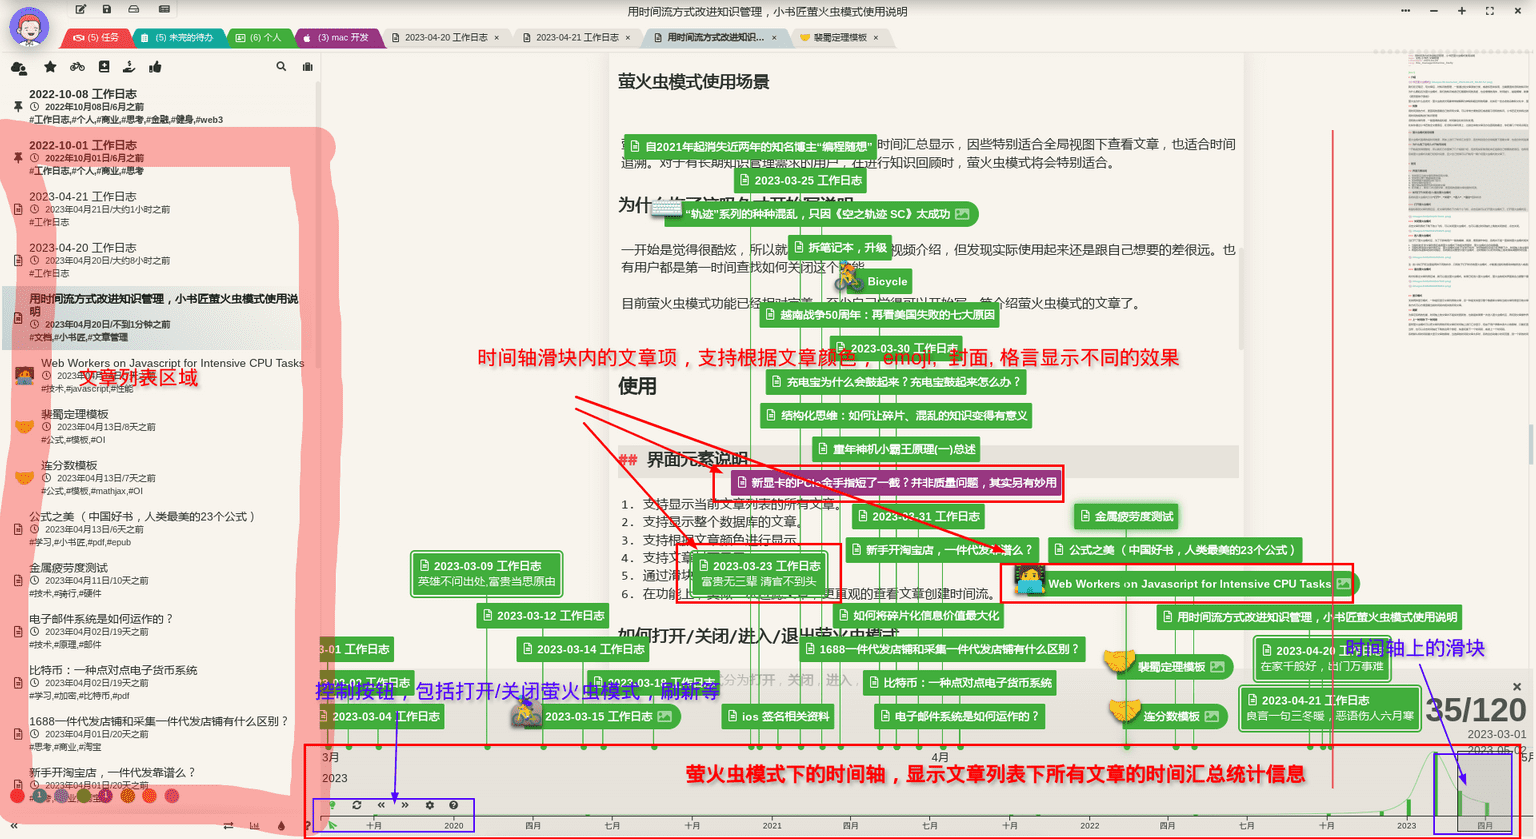 用时间流方式改进知识管理，小书匠萤火虫模式使用说明
(5) 任务
(5) 未完的待办
(6) 个人
(3) mac 开发
2023-04-20 工作日志
2023-04-21 工作日志
用时间流方式改进知识...
裴蜀定理模板
2022-10-08 工作日志
2022年10月08日/6月之前
#工作日志,#个人,#商业,#思考,#金融,#健身,#web3
2022-10-01 工作日志
2022年10月01日/6月之前
#工作日志,#个人,#商业,#思考
2023-04-21 工作日志
2023年04月21日/大约1小时之前
#工作日志
2023-04-20 工作日志
2023年04月20日/大约8小时之前
#工作日志
用时间流方式改进知识管理，小书匠萤火虫模式使用说
明
2023年04月20日/不到1分钟之前
#文档,#小书匠,#文章管理
Web Workers on Javascript for Intensive CPU Tasks
#技术,#javascript,#性能
文章列表区域
裴蜀定理模板
2023年04月13日/8天之前
#公式,#模板,#OI
连分数模板
2023年04月13日/7天之前
#公式,#模板,#mathjax,#OI
公式之美（ 中国好书，人类最美的23个公式 ）
2023年04月13日/6天之前
#学习,#小书匠,#pdf,#epub
金属疲劳度测试
2023年04月11日/10天之前
#技术,#骑行,#硬件
电子邮件系统是如何运作的？
2023年04月02日/19天之前
#技术,#原理,#邮件
比特币：一种点对点电子货币系统
2023年04月02日/18天之前
#学习,#加密,#比特币,#pdf
1688一件代发店铺和采集一件代发店铺有什么区别？
2023年04月01日/20天之前
#思考,#商业,#淘宝
新手开淘宝店，一件代发靠谱么？
2023年04月01日/20天之前
萤火虫模式使用场景
时间汇总显示，因些特别适合全局视图下查看文章，也适合时间
追溯。对于有长期知识管理需求的用户，在进行知识回顾时，萤火虫模式将会特别适合。
自2021年起消失近两年的知名博主“编程随想”
2023-03-25 工作日志
“轨迹”系列的种种混乱，只因《空之轨迹 SC》太成功
一开始是觉得很酷炫，所以就
视频介绍，但发现实际使用起来还是跟自己想要的差很远。也
有用户都是第一时间查找如何关闭这个功能
拆笔记本，升级
Bicycle
目前萤火虫模式功能已经相对完善，至少自己觉得可以开始写一篇介绍萤火虫模式的文章了。
越南战争50周年：再看美国失败的七大原因
2023-03-30 工作日志
时间轴滑块内的文章项，支持根据文章颜色，emoji, 封面, 格言显示不同的效果
使用
充电宝为什么会鼓起来？充电宝鼓起来怎么办？
结构化思维：如何让碎片、混乱的知识变得有意义
童年神机小霸王原理(一)总述
## 界面元素说明
新显卡的PCIe金手指短了一截？并非质量问题，其实另有妙用
1. 支持显示当前文章列表的所有文章。
2. 支持显示整个数据库的文章。
3. 支持根据文章颜色进行显示
4. 支持文章
5. 通过滑块
6. 在功能上，
更直观的查看文章创建时间流。
2023-03-31 工作日志
金属疲劳度测试
新手开淘宝店，一件代发靠谱么？
公式之美（ 中国好书，人类最美的23个公式 ）
2023-03-09 工作日志
英雄不问出处,富贵当思原由
2023-03-23 工作日志
富贵无三辈 清官不到头
Web Workers on Javascript for Intensive CPU Tasks
2023-03-12 工作日志
如何将碎片化信息价值最大化
用时间流方式改进知识管理，小书匠萤火虫模式使用说明
如何打开/关闭/进入/退出萤火虫模式
3-01 工作日志
2023-03-14 工作日志
1688一件代发店铺和采集一件代发店铺有什么区别？
2023-04-20 工作日志
在家千般好，出门万事难
时间轴上的滑块
裴蜀定理模板
2023-03-18 工作日志
分为打开，关闭，进入，
比特币：一种点对点电子货币系统
控制按钮，包括打开/关闭萤火虫模式，刷新等
2023-03-04 工作日志
2023-03-15 工作日志
ios 签名相关资料
电子邮件系统是如何运作的？
连分数模板
2023-04-21 工作日志
良言一句三冬暖，恶语伤人六月寒
35/120
2023-03-01
2023-05-02
3月
2023
4月
5月
萤火虫模式下的时间轴，显示文章列表下所有文章的时间汇总统计信息
十月
2020
四月
七月
十月
2021
四月
七月
十月
2022
四月
七月
十月
2023
四月